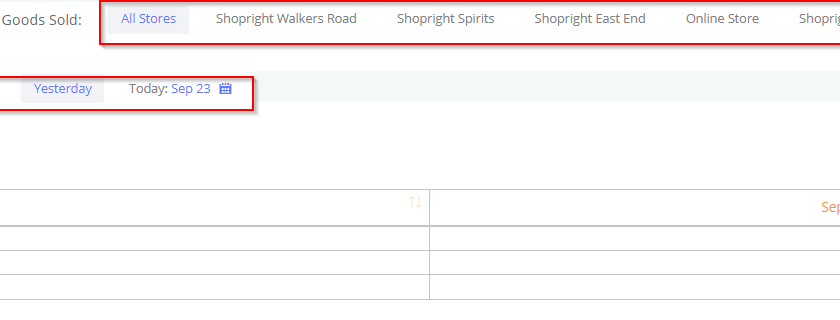 Goods Sold: All Stores Shopright Walkers Road Shopright Spirits Shopright East End Online Store Shoprig
Yesterday Today: Sep 23
Sep